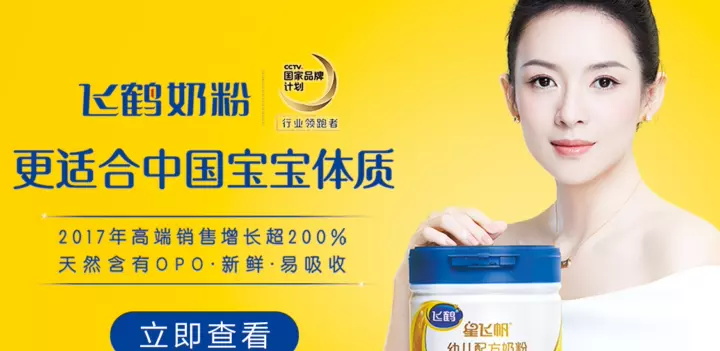 CCTV.
国家品牌
计划
行业领跑者
飞鹤奶粉
更适合中国宝宝体质
2017年高端销售增长超200%
天然含有OPO·新鲜·易吸收
立即查看
飞鹤
星飞帆
幼儿配方奶粉